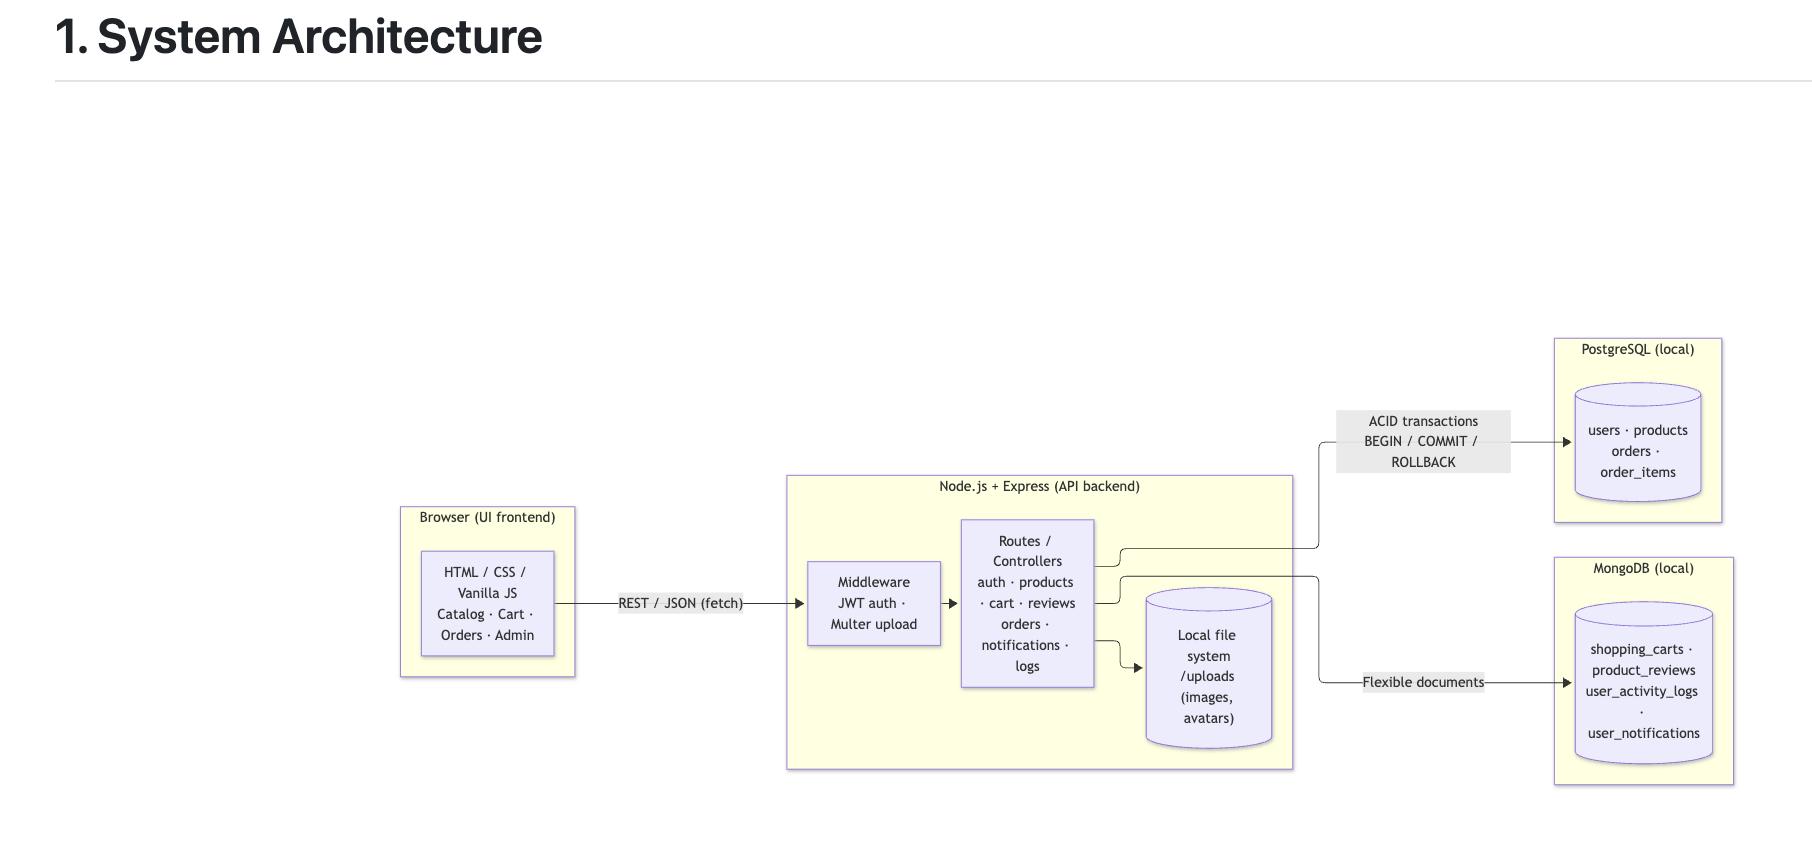 1. System Architecture
Browser (UI frontend)
HTML / CSS /
Vanilla JS
Catalog · Cart ·
Orders · Admin
REST / JSON (fetch)
Node.js + Express (API backend)
Middleware
JWT auth ·
Multer upload
Routes /
Controllers
auth · products
· cart · reviews
orders ·
notifications ·
logs
Local file
system
/uploads
(images,
avatars)
ACID transactions
BEGIN / COMMIT /
ROLLBACK
PostgreSQL (local)
users · products
orders ·
order_items
Flexible documents
MongoDB (local)
shopping_carts ·
product_reviews
user_activity_logs
·
user_notifications